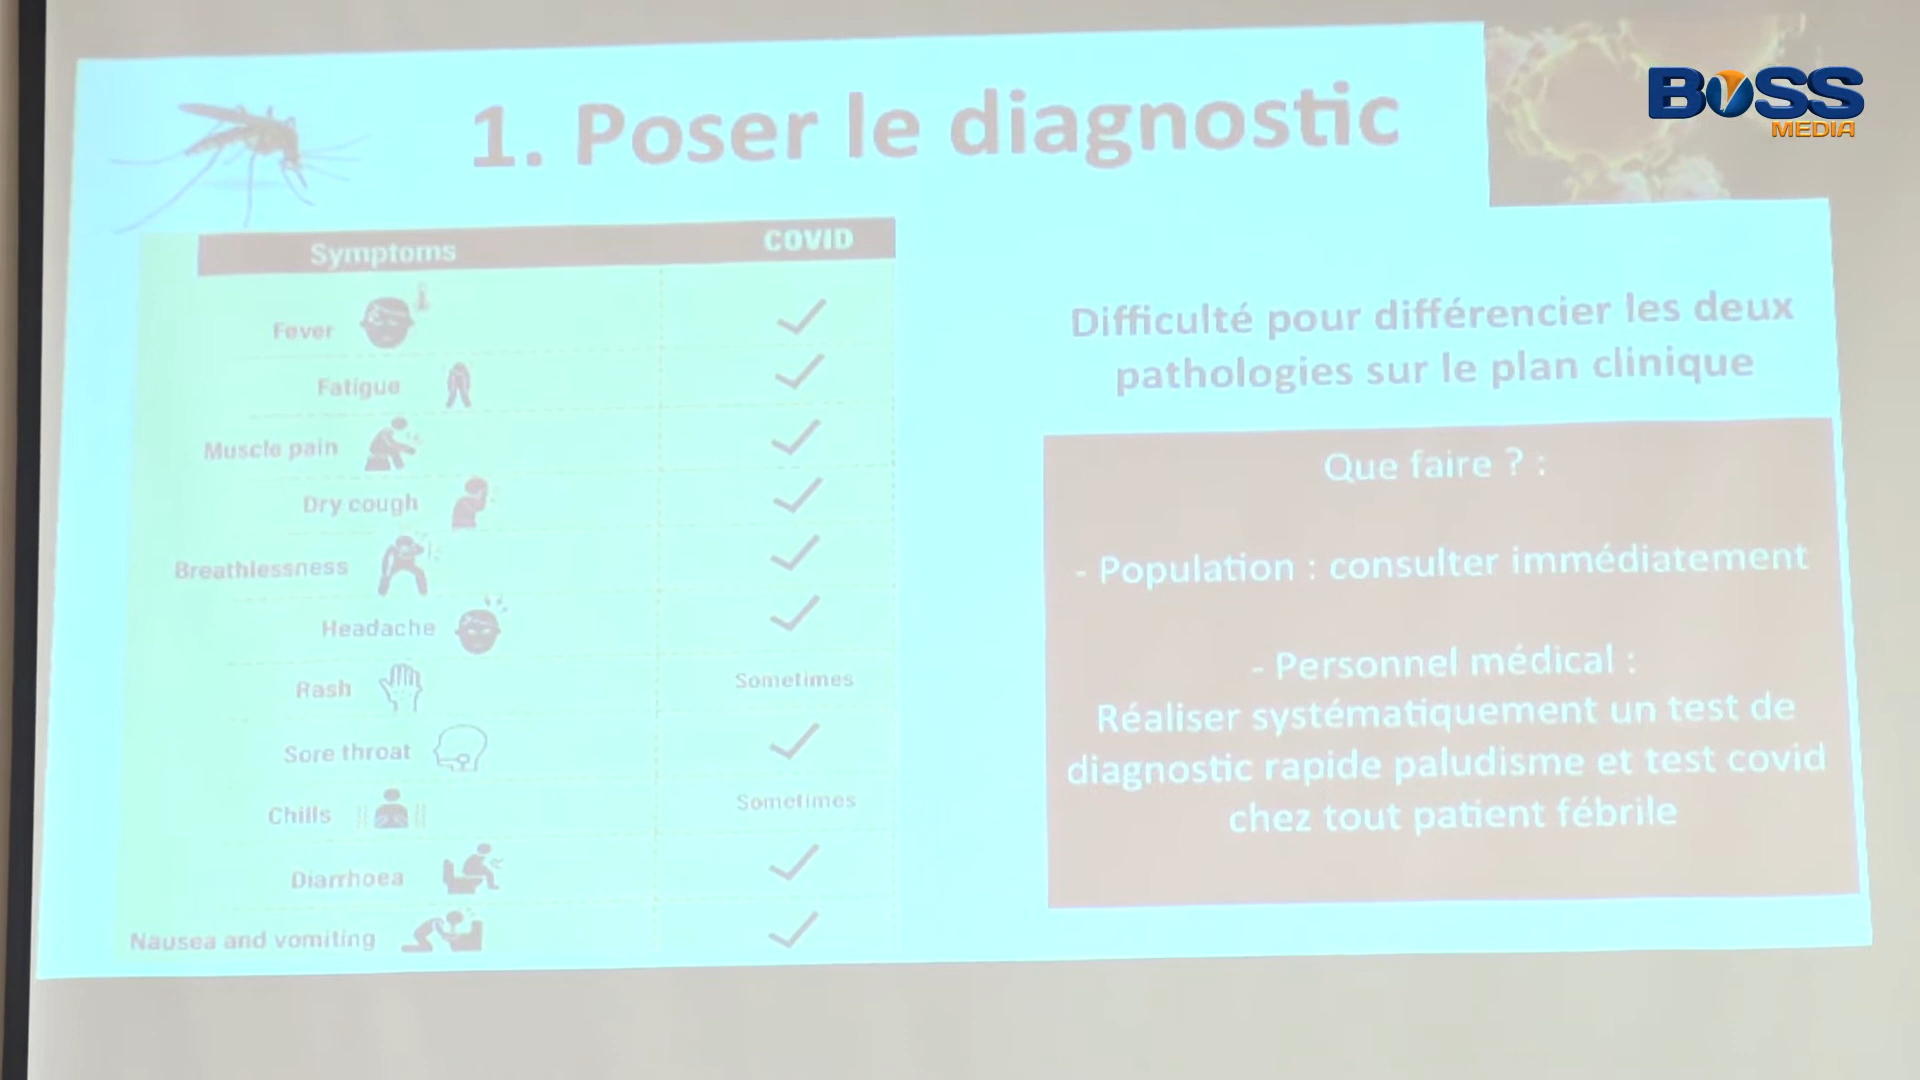 BOSS
MEDIA
1. Poser le diagnostic
Symptoms COVID
Fever ✓
Fatigue ✓
Muscle pain ✓
Dry cough ✓
Breathlessness ✓
Headache ✓
Rash Sometimes
Sore throat ✓
Chills Sometimes
Diarrhoea ✓
Nausea and vomiting ✓
Difficulté pour différencier les deux
pathologies sur le plan clinique
Que faire ? :
- Population : consulter immédiatement
- Personnel médical :
Réaliser systématiquement un test de
diagnostic rapide paludisme et test covid
chez tout patient fébrile